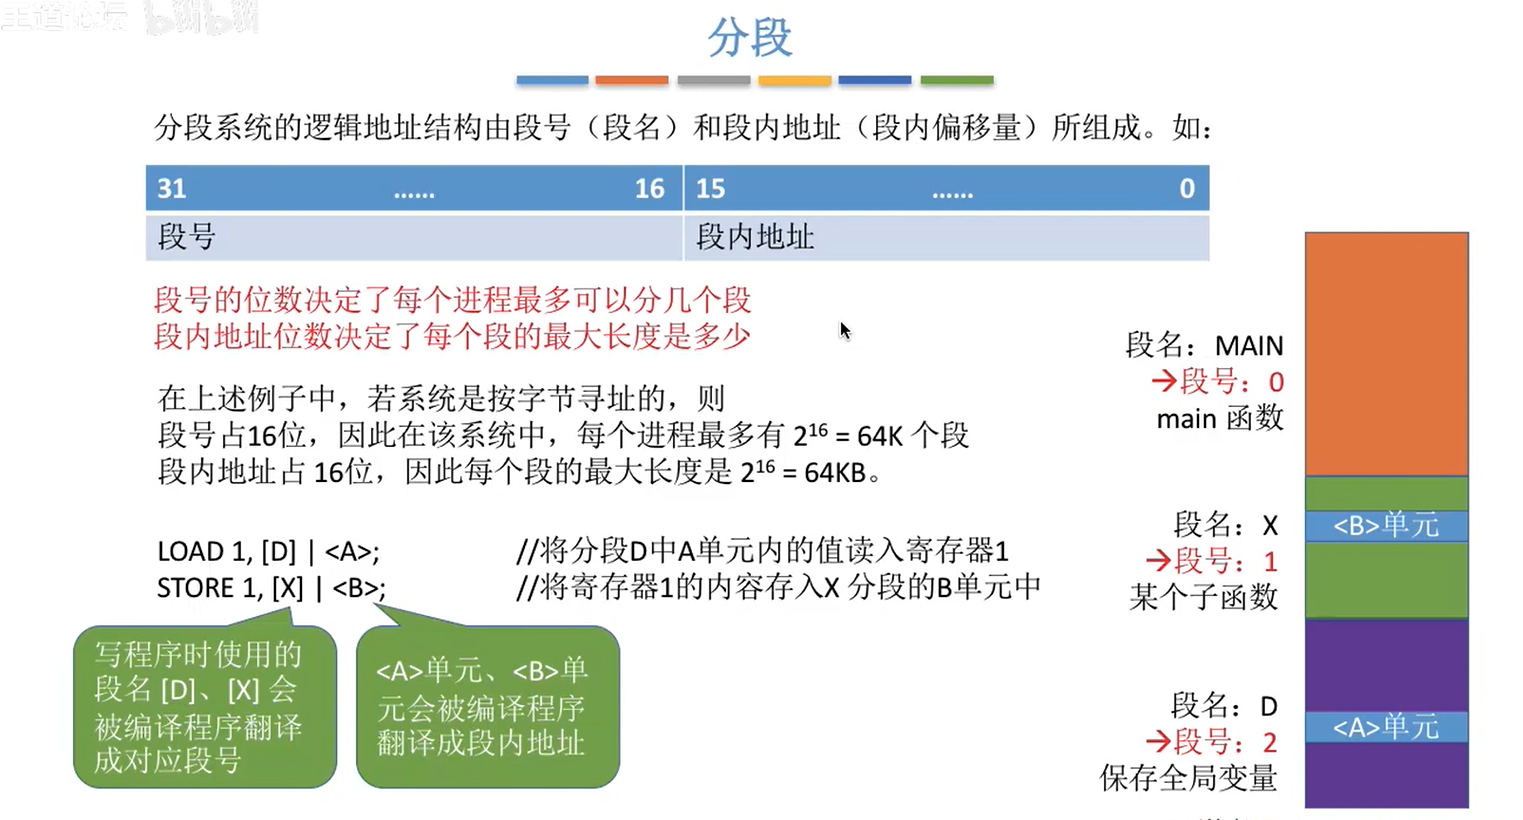 王道论坛 bilibili
分段
分段系统的逻辑地址结构由段号（段名）和段内地址（段内偏移量）所组成。如：
31 …… 16 15 …… 0
段号 段内地址
段号的位数决定了每个进程最多可以分几个段
段内地址位数决定了每个段的最大长度是多少
在上述例子中，若系统是按字节寻址的，则
段号占16位，因此在该系统中，每个进程最多有 2¹⁶ = 64K 个段
段内地址占 16位，因此每个段的最大长度是 2¹⁶ = 64KB。
LOAD 1, [D] | <A>; //将分段D中A单元内的值读入寄存器1
STORE 1, [X] | <B>; //将寄存器1的内容存入X 分段的B单元中
写程序时使用的
段名 [D]、[X] 会
被编译程序翻译
成对应段号
<A>单元、<B>单
元会被编译程序
翻译成段内地址
段名：MAIN
→段号：0
main 函数
段名：X
→段号：1
某个子函数
<B>单元
段名：D
→段号：2
保存全局变量
<A>单元